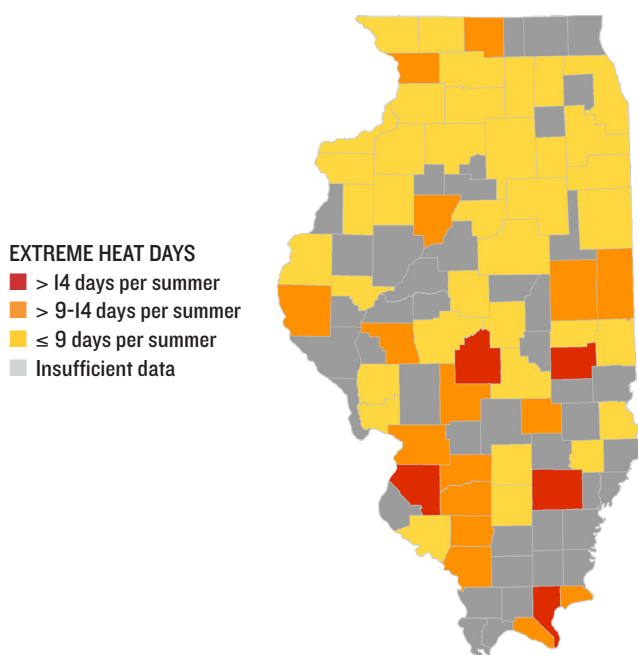 EXTREME HEAT DAYS
> 14 days per summer
> 9-14 days per summer
≤ 9 days per summer
Insufficient data